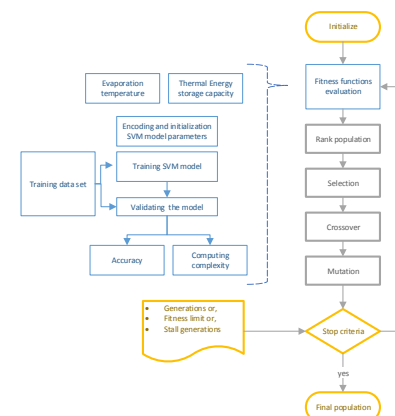 Initialize
Evaporation
temperature
Thermal Energy
storage capacity
Fitness functions
evaluation
Encoding and initialization
SVM model parameters
Rank population
Training data set
Training SVM model
Selection
Validating the model
Crossover
Accuracy
Computing
complexity
Mutation
• Generations or,
• Fitness limit or,
• Stall generations
Stop criteria
yes
Final population